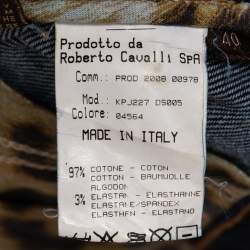 40
Prodotto da
Roberto Cavalli SpA
Comm.: PROD 2008 00978
Mod.: KPJ227 DS005
Colore: 04564
MADE IN ITALY
97% COTONE - COTON
COTTON - BAUMWOLLE
ALGODON
3% ELASTAN - ELASTHANNE
ELASTANE/SPANDEX
ELASTHAN - ELASTANO